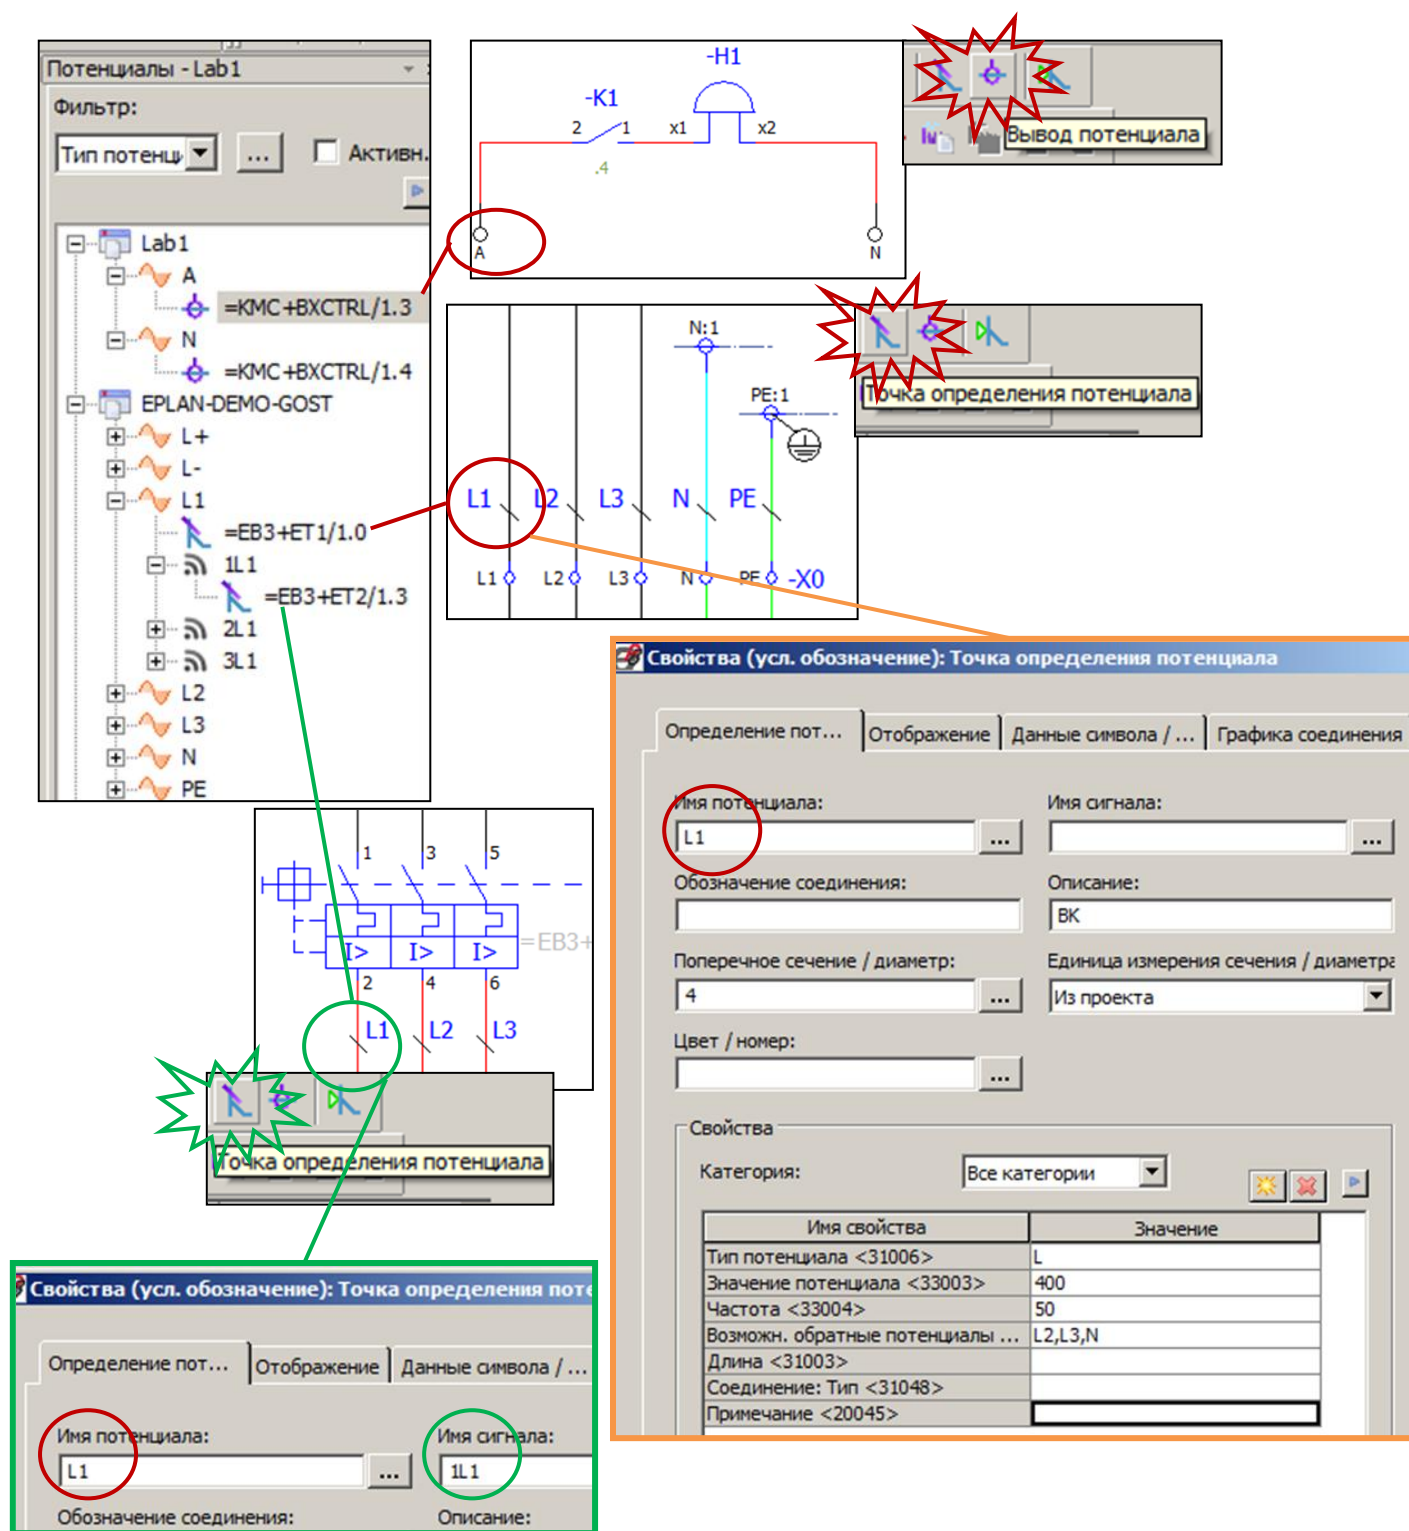 Потенциалы - Lab1
Фильтр:
Тип потенц
...
Активн.
Lab1
A
=KMC+BXCTRL/1.3
N
=KMC+BXCTRL/1.4
EPLAN-DEMO-GOST
L+
L-
L1
=EB3+ET1/1.0
1L1
=EB3+ET2/1.3
2L1
3L1
L2
L3
N
PE
-H1
-K1
2
1
x1
x2
.4
A
N
Вывод потенциала
N:1
PE:1
L1
L2
L3
N
PE
L1
L2
L3
N
PE
-X0
Точка определения потенциала
1
3
5
I>
I>
I>
=EB3+
2
4
6
L1
L2
L3
Точка определения потенциала
Свойства (усл. обозначение): Точка определения потенциала
Определение пот...
Отображение
Данные символа / ...
Графика соединения
Имя потенциала:
Имя сигнала:
L1
...
...
Обозначение соединения:
Описание:
ВК
Поперечное сечение / диаметр:
Единица измерения сечения / диаметра
4
...
Из проекта
Цвет / номер:
...
Свойства
Категория:
Все категории
Имя свойства
Значение
Тип потенциала <31006>
L
Значение потенциала <33003>
400
Частота <33004>
50
Возможн. обратные потенциалы ...
L2,L3,N
Длина <31003>
Соединение: Тип <31048>
Примечание <20045>
Свойства (усл. обозначение): Точка определения поте
Определение пот...
Отображение
Данные символа / ...
Имя потенциала:
Имя сигнала:
L1
...
1L1
Обозначение соединения:
Описание: